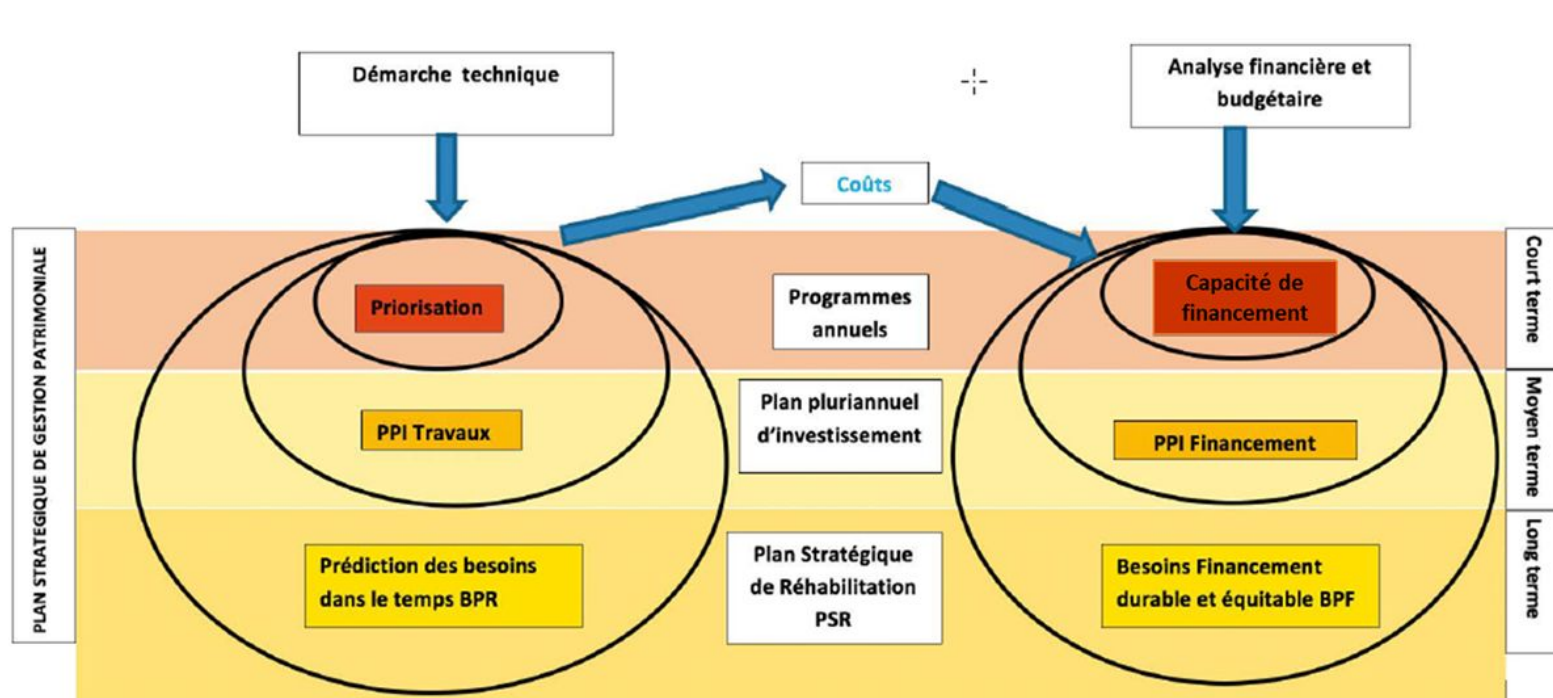 Démarche technique
Analyse financière et
budgétaire
Coûts
PLAN STRATEGIQUE DE GESTION PATRIMONIALE
Priorisation
Programmes
annuels
Capacité de
financement
Court terme
PPI Travaux
Plan pluriannuel
d'investissement
PPI Financement
Moyen terme
Prédiction des besoins
dans le temps BPR
Plan Stratégique
de Réhabilitation
PSR
Besoins Financement
durable et équitable BPF
Long terme